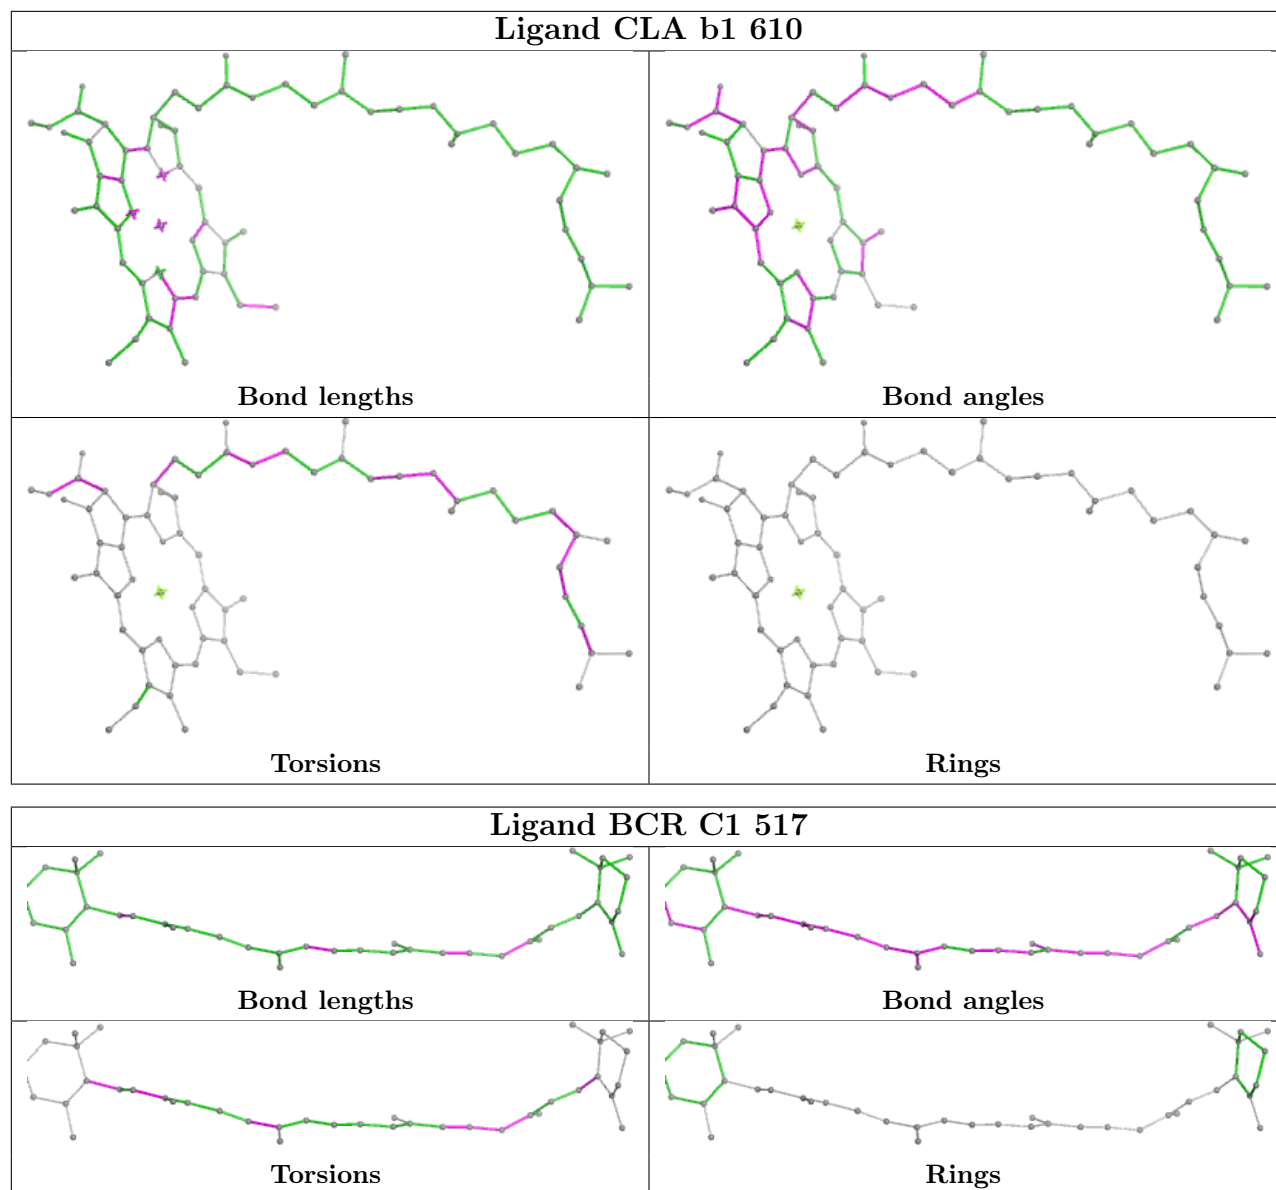 Ligand CLA b1 610
Bond lengths
Bond angles
Torsions
Rings
Ligand BCR C1 517
Bond lengths
Bond angles
Torsions
Rings